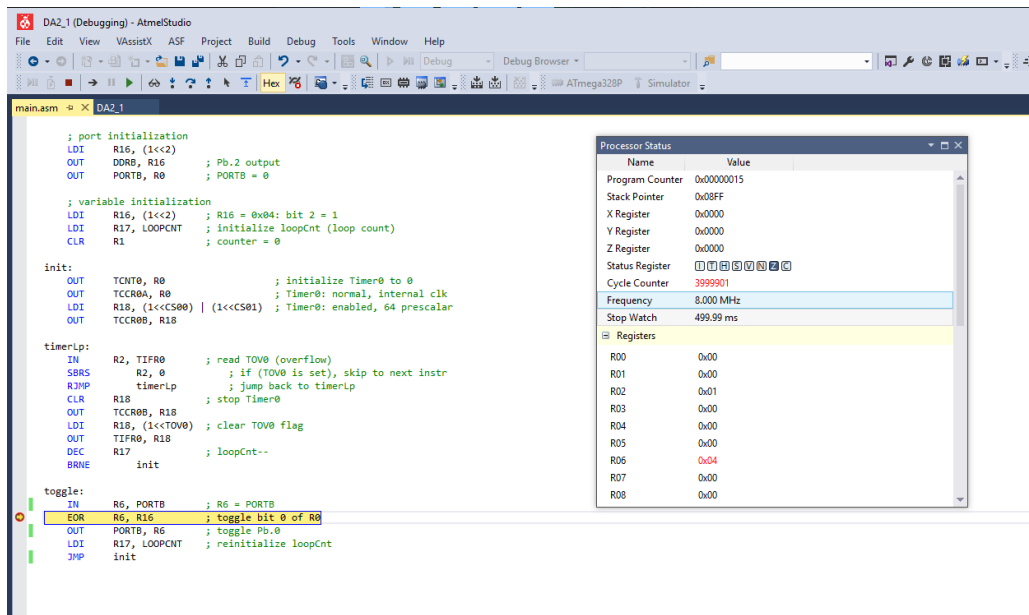 DA2_1 (Debugging) - AtmelStudio
File Edit View VAssistX ASF Project Build Debug Tools Window Help
Debug Debug Browser
Hex ATmega328P Simulator
main.asm DA2_1
; port initialization
LDI R16, (1<<2)
OUT DDRB, R16 ; Pb.2 output
OUT PORTB, R0 ; PORTB = 0
; variable initialization
LDI R16, (1<<2) ; R16 = 0x04: bit 2 = 1
LDI R17, LOOPCNT ; initialize loopCnt (loop count)
CLR R1 ; counter = 0
init:
OUT TCNT0, R0 ; initialize Timer0 to 0
OUT TCCR0A, R0 ; Timer0: normal, internal clk
LDI R18, (1<<CS00) | (1<<CS01) ; Timer0: enabled, 64 prescalar
OUT TCCR0B, R18
timerLp:
IN R2, TIFR0 ; read TOV0 (overflow)
SBRS R2, 0 ; if (TOV0 is set), skip to next instr
RJMP timerLp ; jump back to timerLp
CLR R18 ; stop Timer0
OUT TCCR0B, R18
LDI R18, (1<<TOV0) ; clear TOV0 flag
OUT TIFR0, R18
DEC R17 ; loopCnt--
BRNE init
toggle:
IN R6, PORTB ; R6 = PORTB
EOR R6, R16 ; toggle bit 0 of R0
OUT PORTB, R6 ; toggle Pb.0
LDI R17, LOOPCNT ; reinitialize loopCnt
JMP init
Processor Status
Name Value
Program Counter 0x00000015
Stack Pointer 0x08FF
X Register 0x0000
Y Register 0x0000
Z Register 0x0000
Status Register I T H S V N Z C
Cycle Counter 3999901
Frequency 8.000 MHz
Stop Watch 499.99 ms
Registers
R00 0x00
R01 0x00
R02 0x01
R03 0x00
R04 0x00
R05 0x00
R06 0x04
R07 0x00
R08 0x00